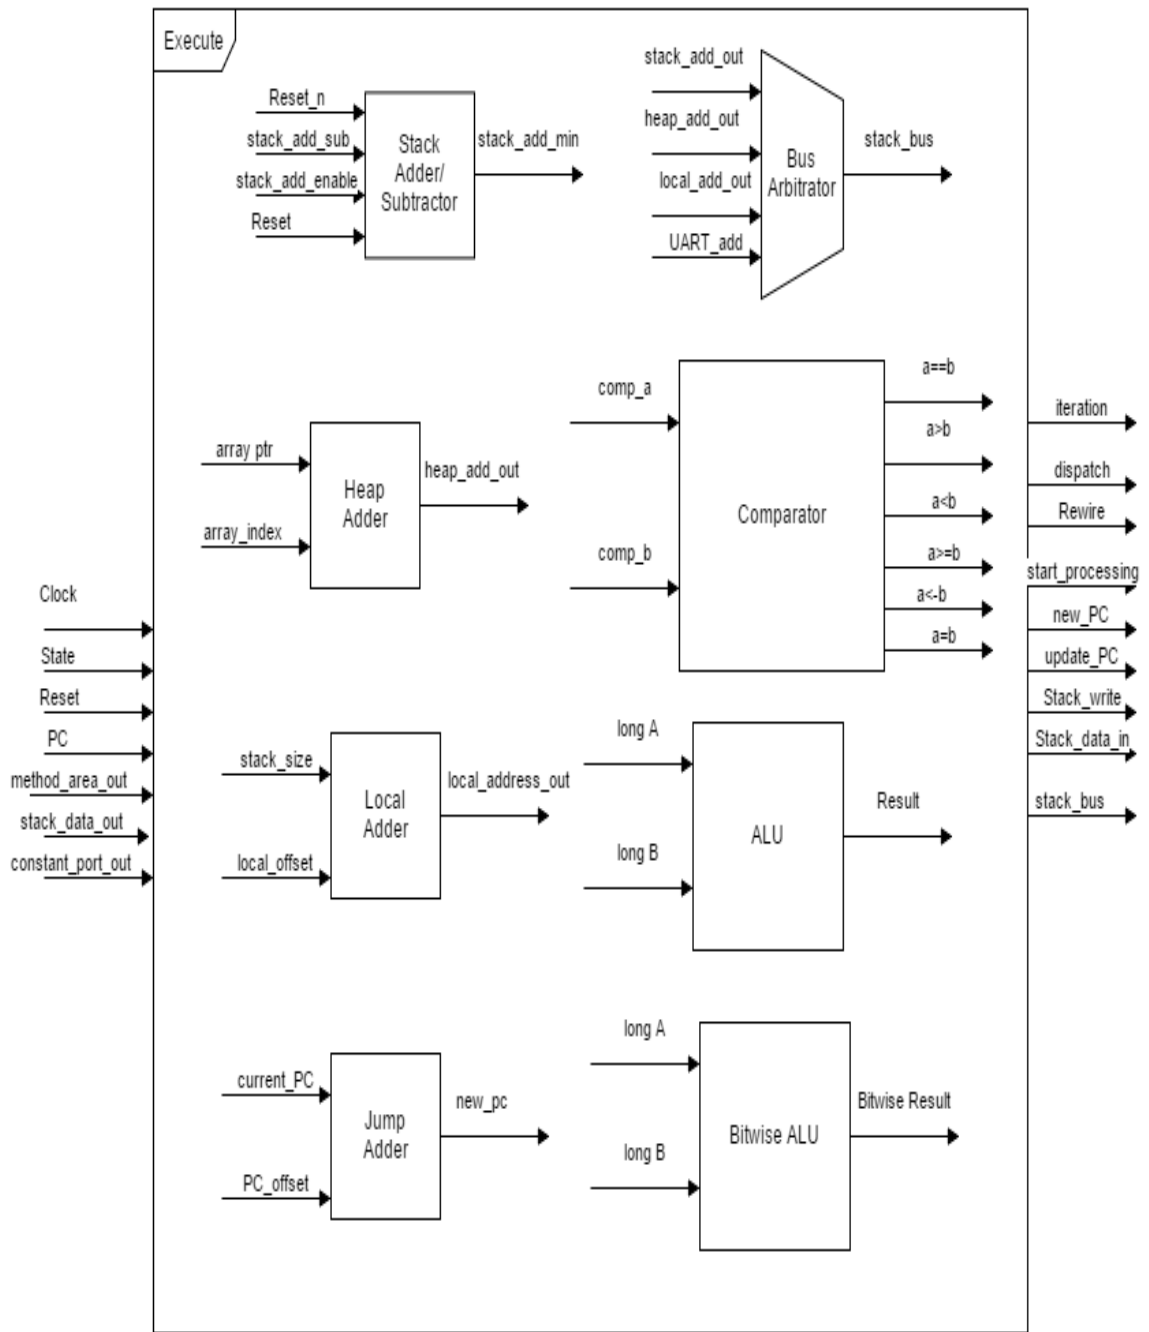 Execute
Reset_n
stack_add_sub
stack_add_enable
Reset
Stack
Adder/
Subtractor
stack_add_min
stack_add_out
heap_add_out
local_add_out
UART_add
Bus
Arbitrator
stack_bus
array ptr
array_index
Heap
Adder
heap_add_out
comp_a
comp_b
Comparator
a==b
a>b
a<b
a>=b
a<-b
a=b
Clock
State
Reset
PC
method_area_out
stack_data_out
constant_port_out
iteration
dispatch
Rewire
start_processing
new_PC
update_PC
Stack_write
Stack_data_in
stack_bus
stack_size
local_offset
Local
Adder
local_address_out
long A
long B
ALU
Result
current_PC
PC_offset
Jump
Adder
new_pc
long A
long B
Bitwise ALU
Bitwise Result